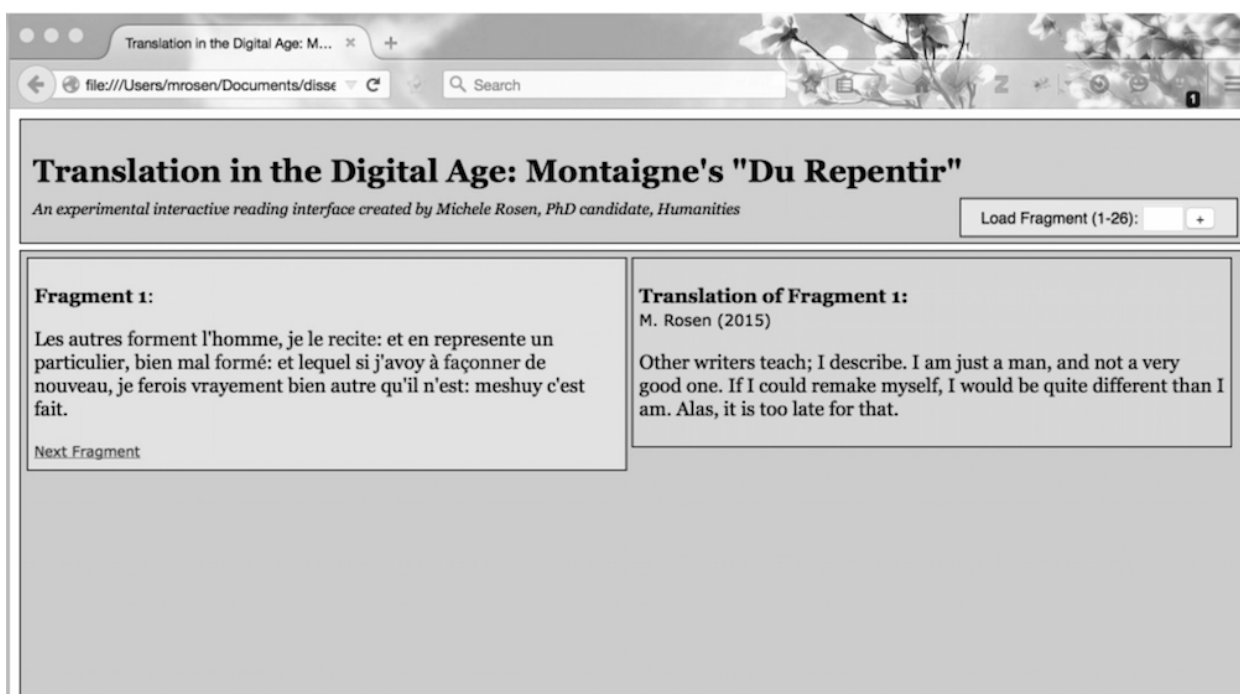 Translation in the Digital Age: M...
file:///Users/mrosen/Documents/disse
Search
1
Translation in the Digital Age: Montaigne's "Du Repentir"
An experimental interactive reading interface created by Michele Rosen, PhD candidate, Humanities
Load Fragment (1-26): +
Fragment 1:
Les autres forment l'homme, je le recite: et en represente un
particulier, bien mal formé: et lequel si j'avoy à façonner de
nouveau, je ferois vrayement bien autre qu'il n'est: meshuy c'est
fait.
Next Fragment
Translation of Fragment 1:
M. Rosen (2015)
Other writers teach; I describe. I am just a man, and not a very
good one. If I could remake myself, I would be quite different than I
am. Alas, it is too late for that.